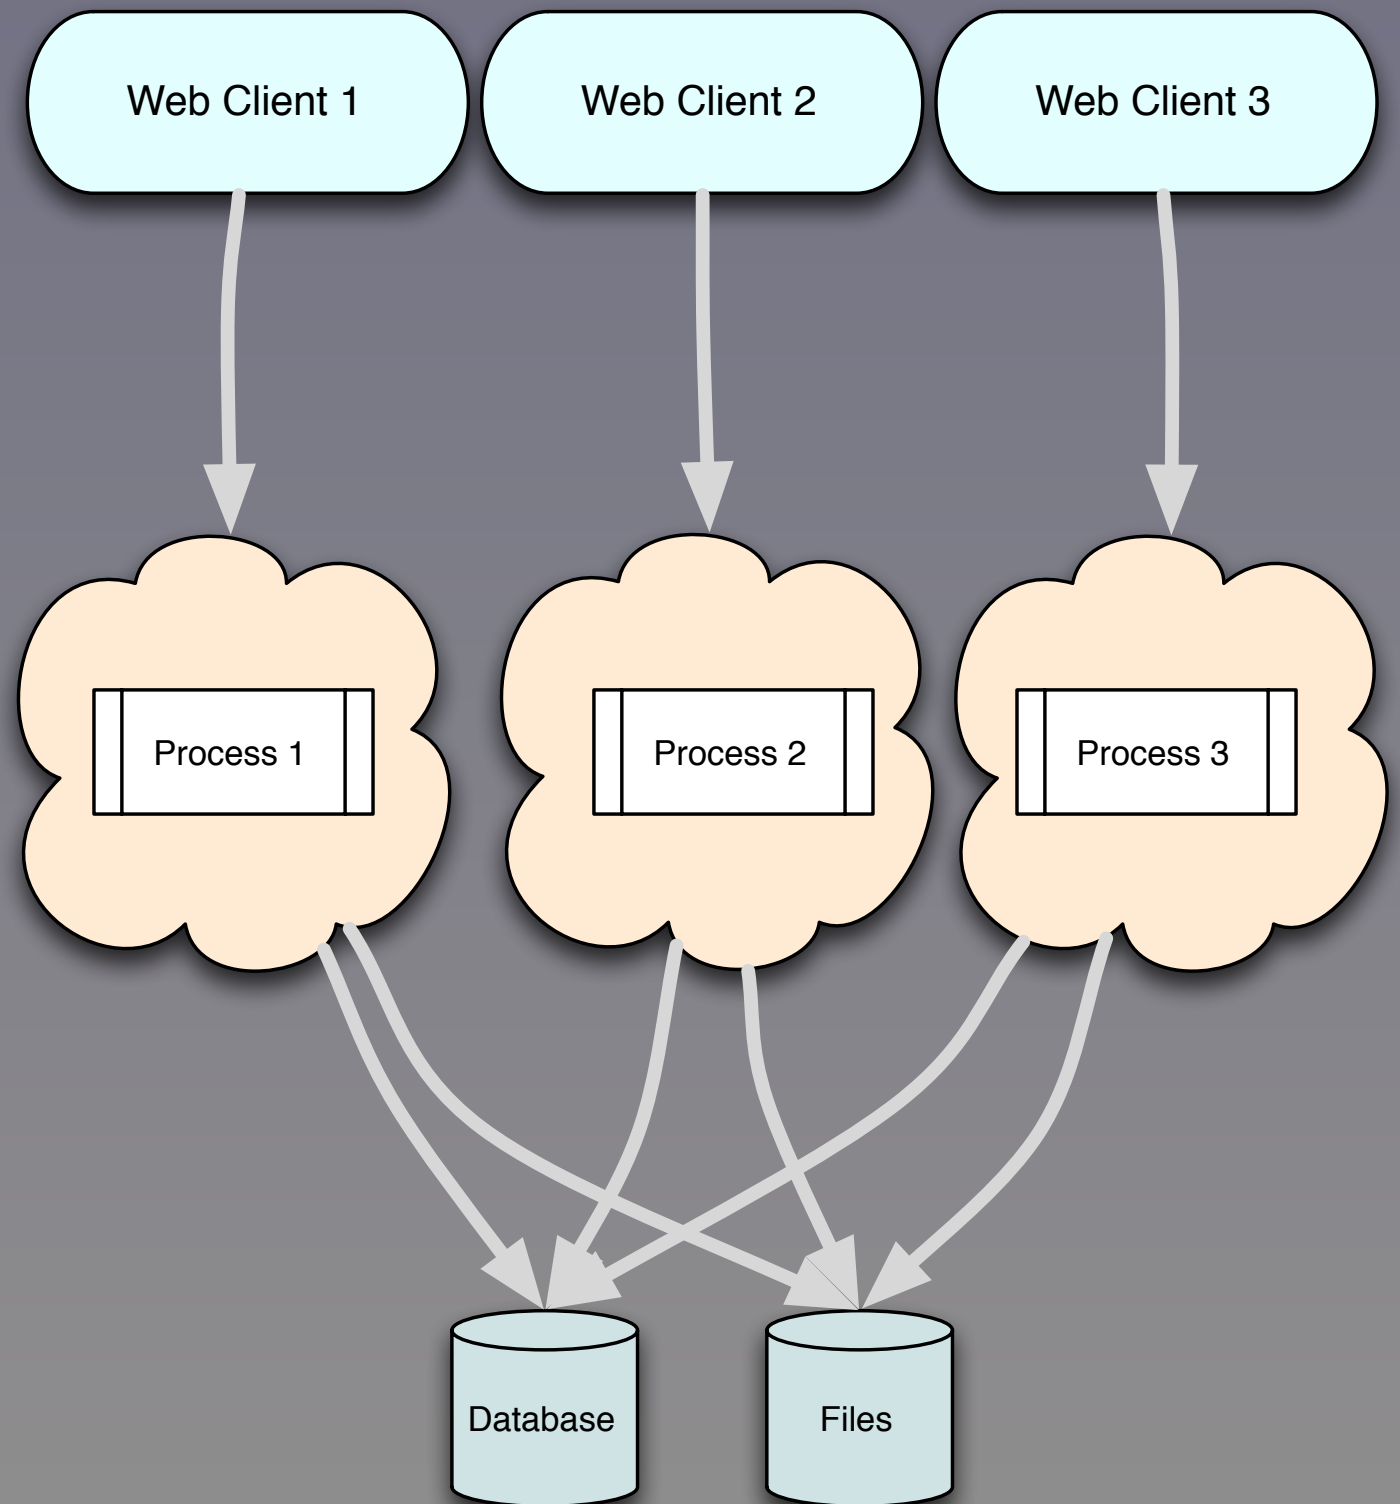 Web Client 1
Web Client 2
Web Client 3
Process 1
Process 2
Process 3
Database
Files